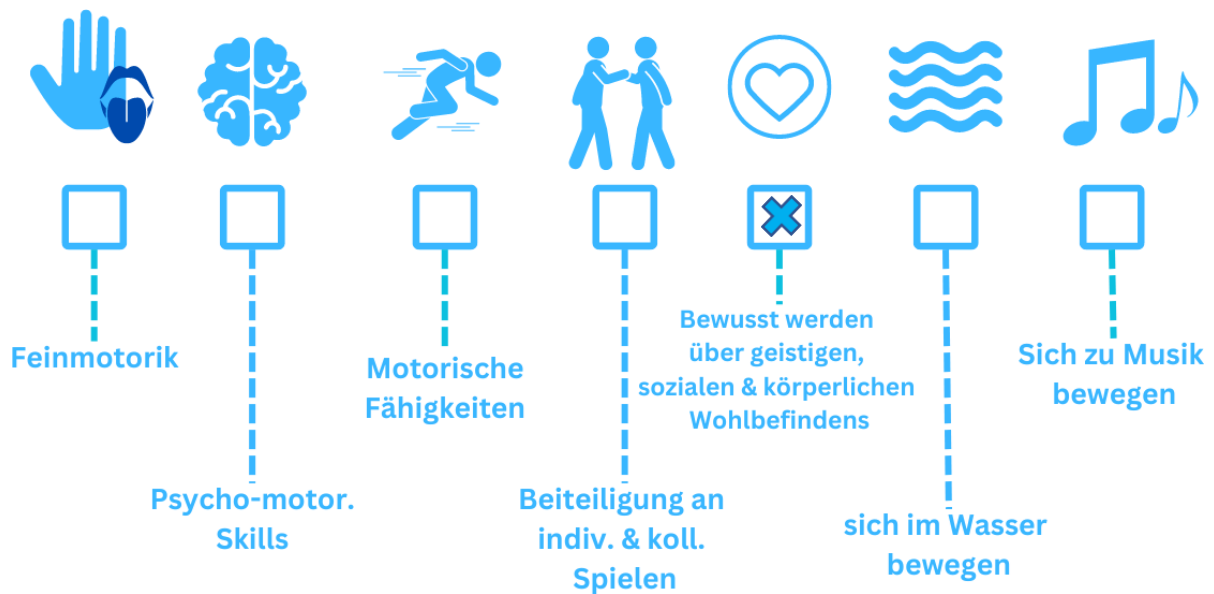 Feinmotorik
Psycho-motor.
Skills
Motorische
Fähigkeiten
Beiteiligung an
indiv. & koll.
Spielen
Bewusst werden
über geistigen,
sozialen & körperlichen
Wohlbefindens
sich im Wasser
bewegen
Sich zu Musik
bewegen